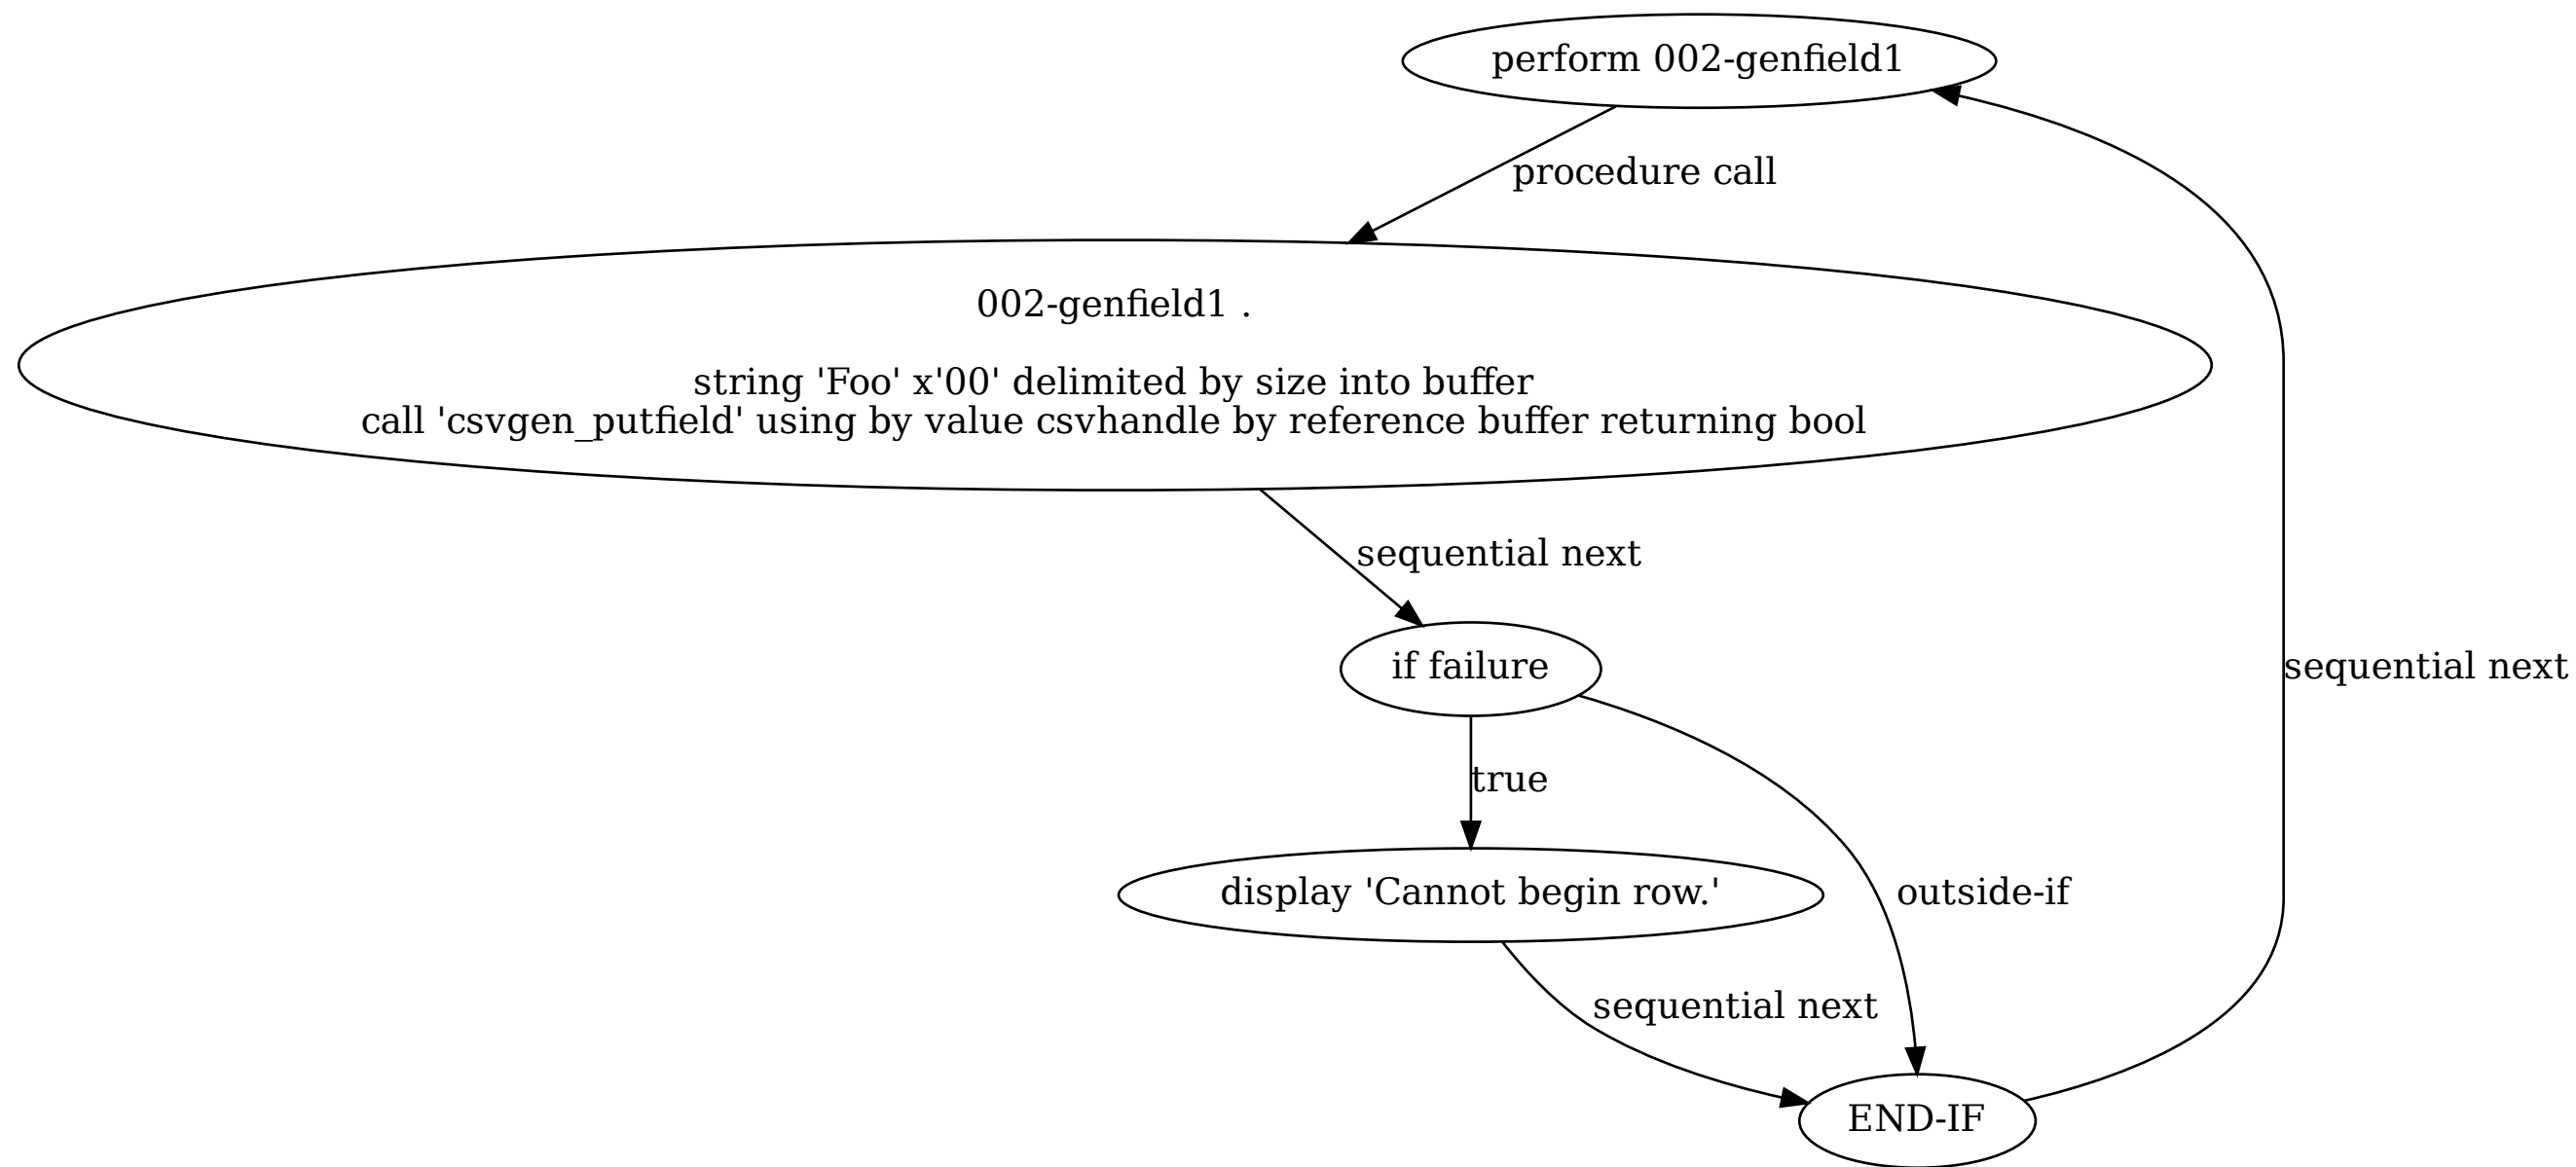 perform 002-genfield1
procedure call
002-genfield1 .
string 'Foo' x'00' delimited by size into buffer
call 'csvgen_putfield' using by value csvhandle by reference buffer returning bool
sequential next
if failure
sequential next
true
display 'Cannot begin row.'
outside-if
sequential next
END-IF